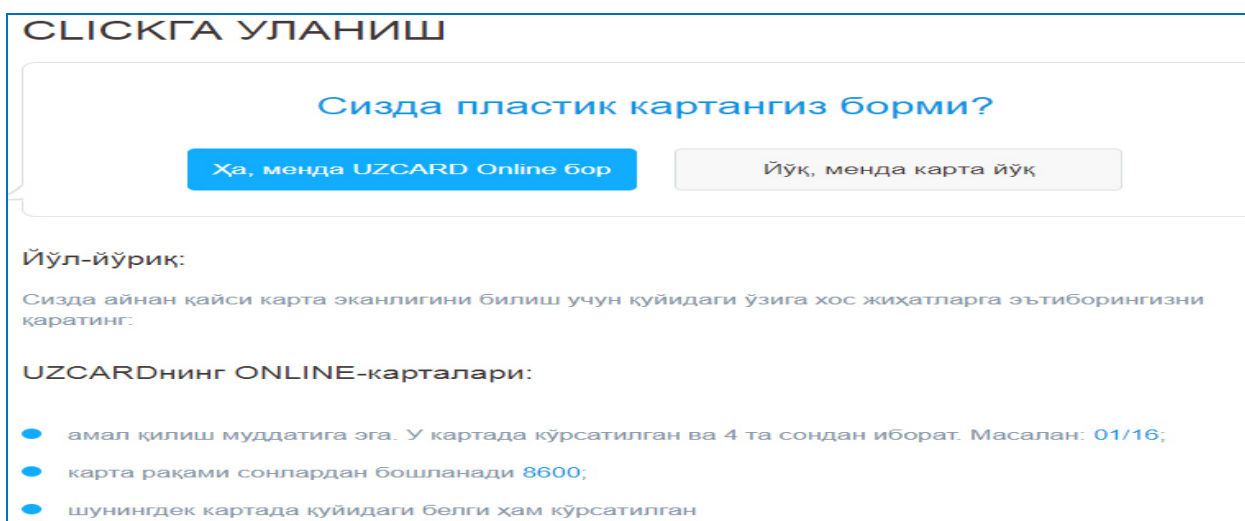 CLICKГА УЛАНИШ
Сизда пластик картангиз борми?
Ҳа, менда UZCARD Online бор
Йўқ, менда карта йўқ
Йўл-йўриқ:
Сизда айнан қайси карта эканлигини билиш учун қуйидаги ўзига хос жиҳатларга эътиборингизни
қаратинг:
UZCARDнинг ONLINE-карталари:
амал қилиш муддатига эга. У картада кўрсатилган ва 4 та сондан иборат. Масалан: 01/16;
карта рақами сонлардан бошланади 8600;
шунингдек картада қуйидаги белги ҳам кўрсатилган